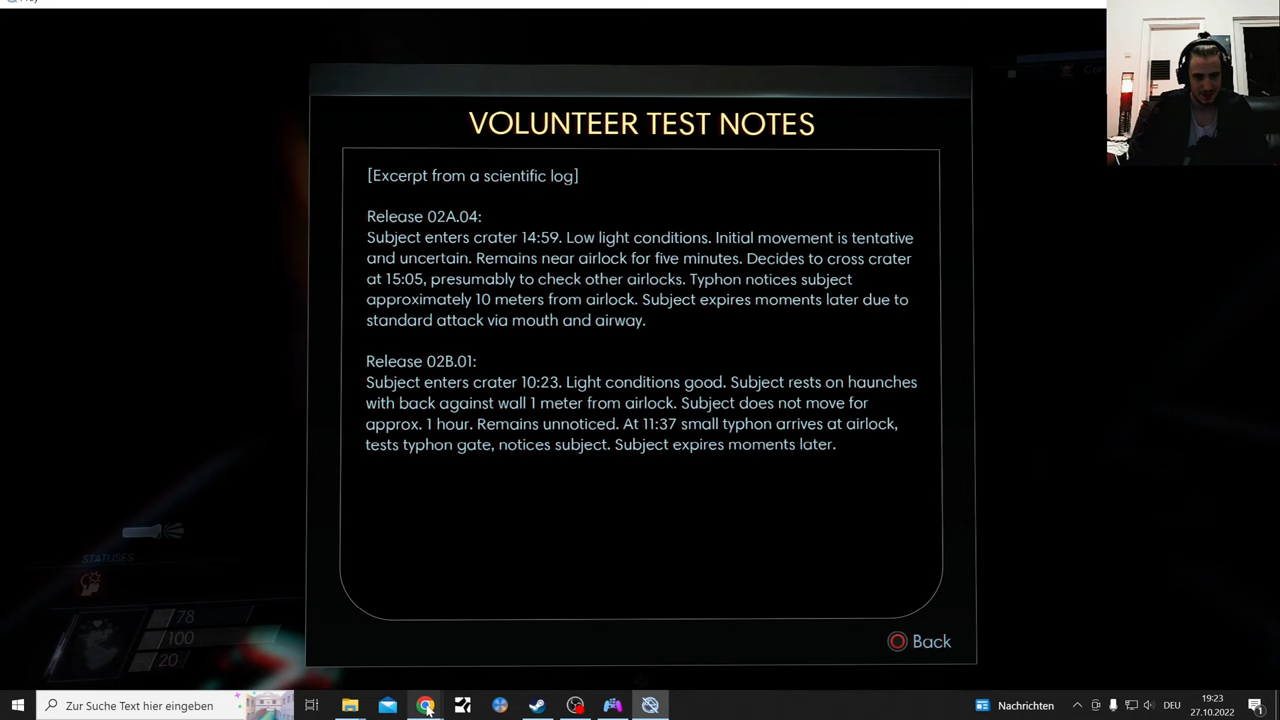 VOLUNTEER TEST NOTES
[Excerpt from a scientific log]
Release 02A.04:
Subject enters crater 14:59. Low light conditions. Initial movement is tentative
and uncertain. Remains near airlock for five minutes. Decides to cross crater
at 15:05, presumably to check other airlocks. Typhon notices subject
approximately 10 meters from airlock. Subject expires moments later due to
standard attack via mouth and airway.
Release 02B.01:
Subject enters crater 10:23. Light conditions good. Subject rests on haunches
with back against wall 1 meter from airlock. Subject does not move for
approx. 1 hour. Remains unnoticed. At 11:37 small typhon arrives at airlock,
tests typhon gate, notices subject. Subject expires moments later.
STATUSES
78
100
20
Back
Zur Suche Text hier eingeben
Nachrichten
DEU
19:23
27.10.2022
1